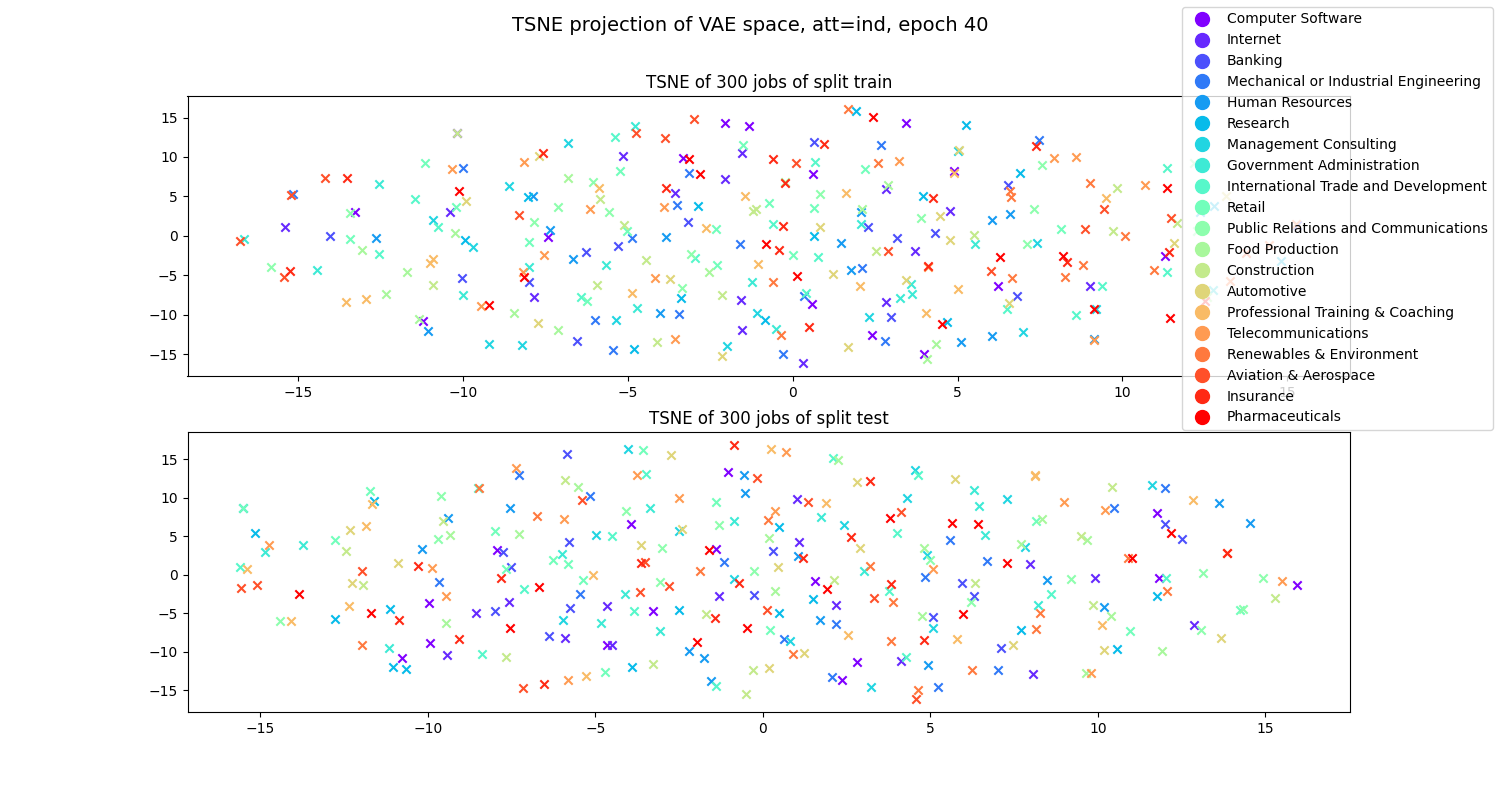 TSNE projection of VAE space, att=ind, epoch 40
TSNE of 300 jobs of split train
15
10
5
0
−5
−10
−15
−15
−10
−5
0
5
10
15
Computer Software
Internet
Banking
Mechanical or Industrial Engineering
Human Resources
Research
Management Consulting
Government Administration
International Trade and Development
Retail
Public Relations and Communications
Food Production
Construction
Automotive
Professional Training & Coaching
Telecommunications
Renewables & Environment
Aviation & Aerospace
Insurance
Pharmaceuticals
TSNE of 300 jobs of split test
15
10
5
0
−5
−10
−15
−15
−10
−5
0
5
10
15